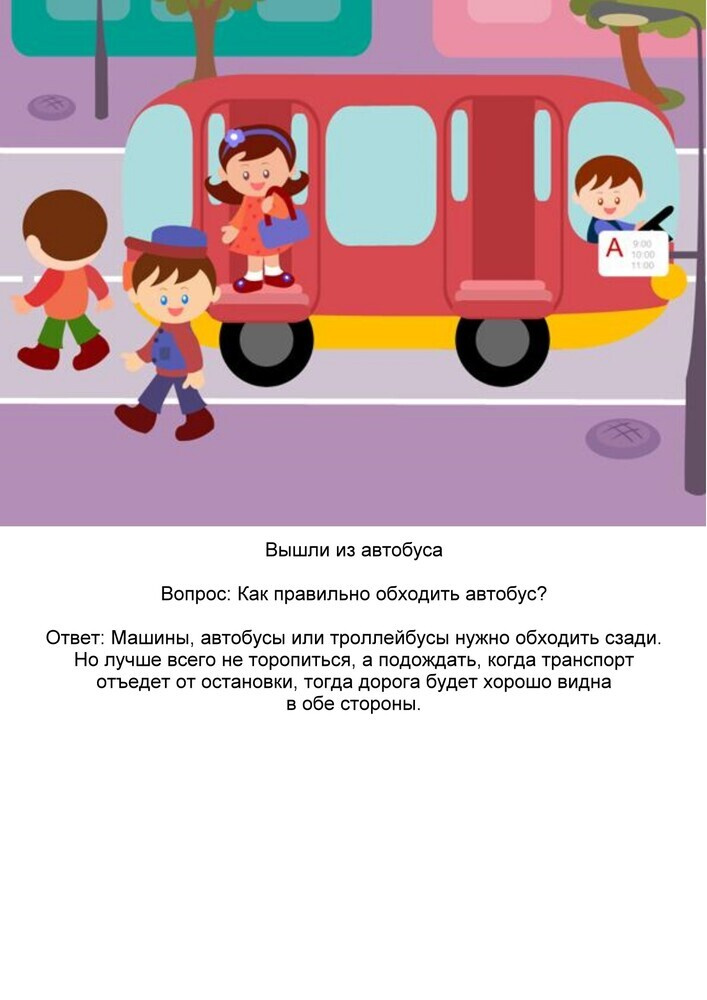 А
9:00
10:00
11:00
Вышли из автобуса
Вопрос: Как правильно обходить автобус?
Ответ: Машины, автобусы или троллейбусы нужно обходить сзади.
Но лучше всего не торопиться, а подождать, когда транспорт
отъедет от остановки, тогда дорога будет хорошо видна
в обе стороны.